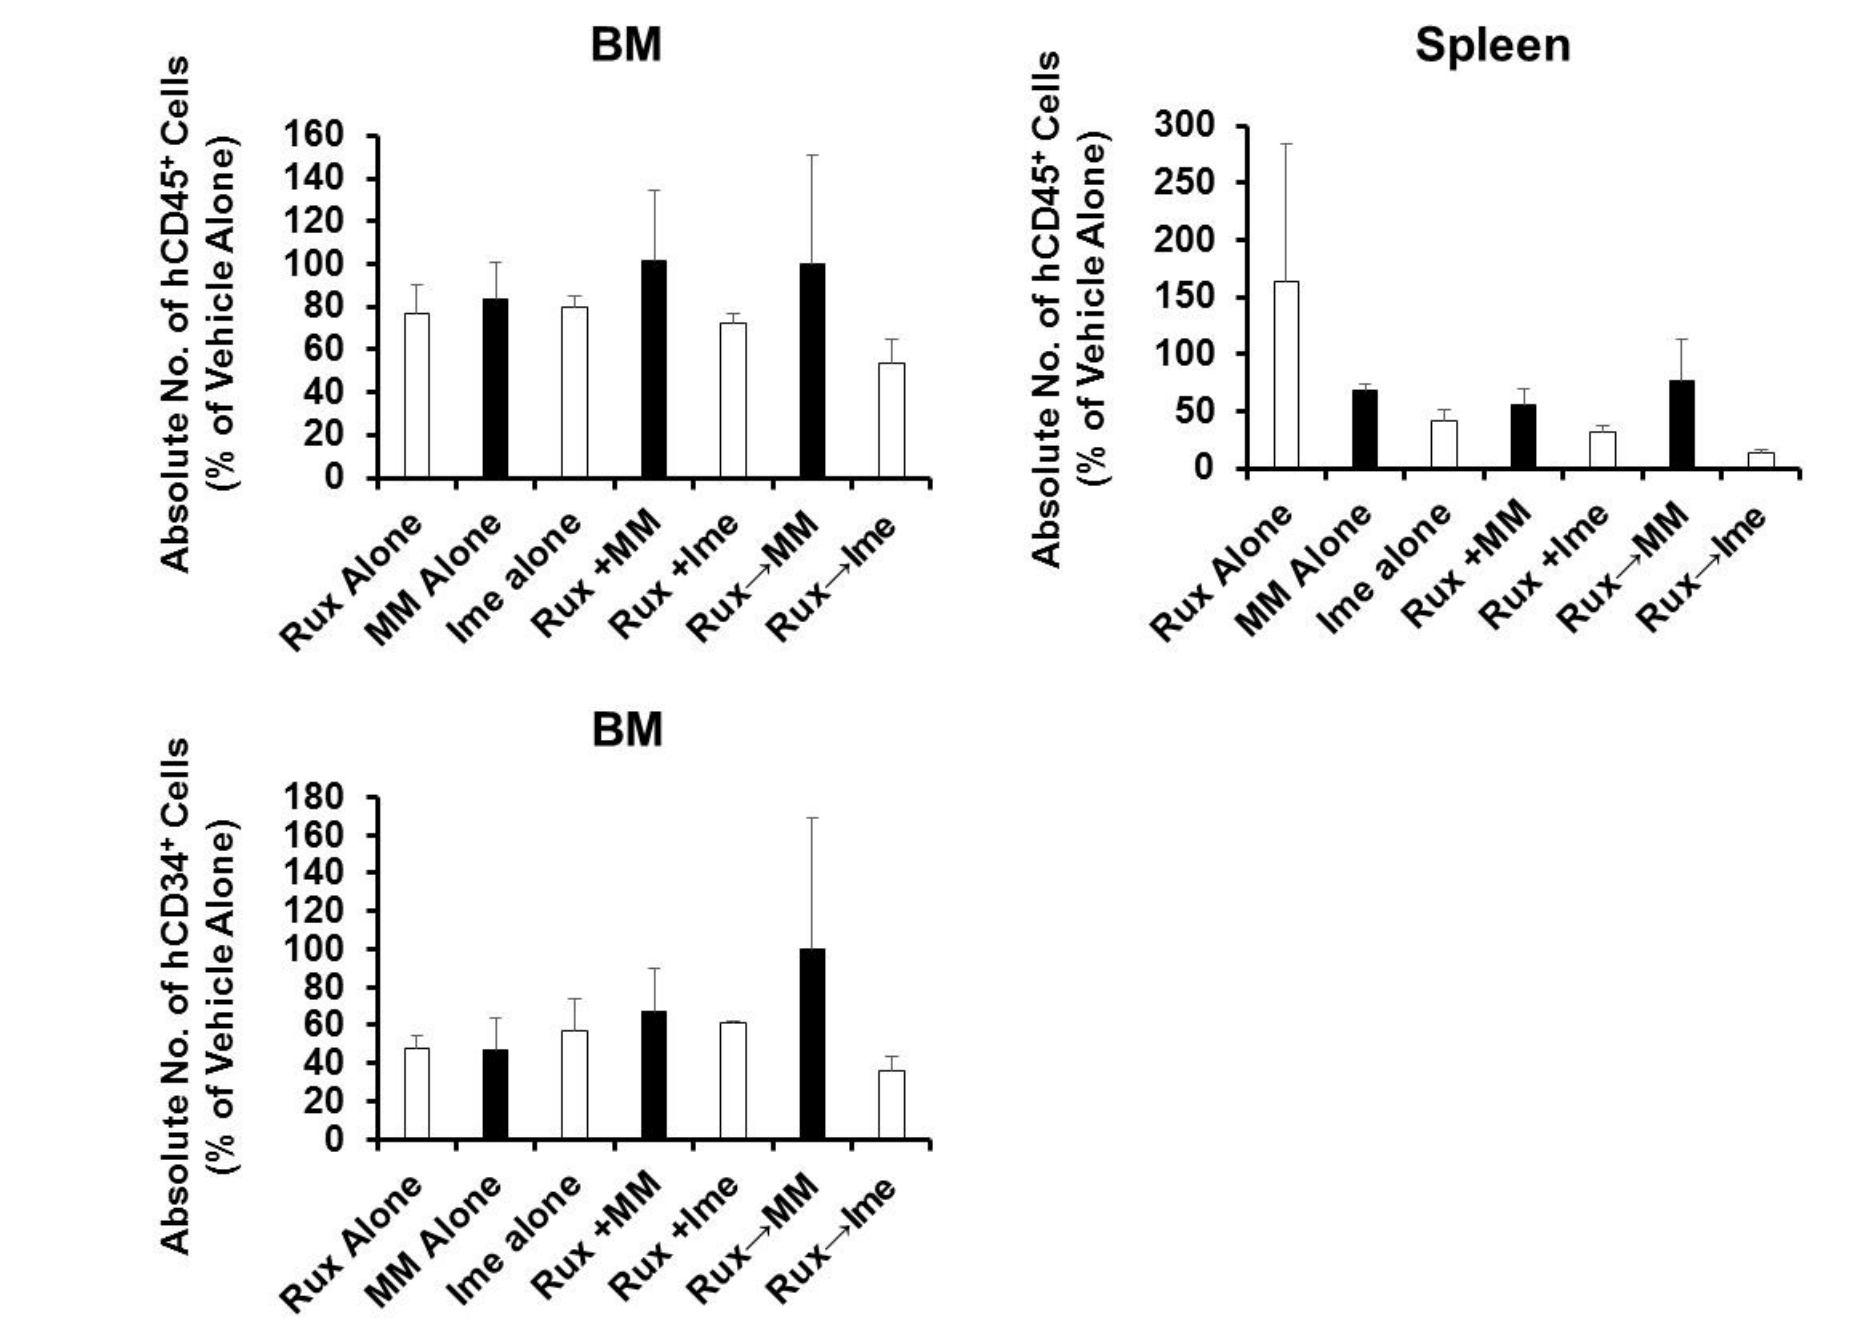 BM
Absolute No. of hCD45⁺ Cells
(% of Vehicle Alone)
160
140
120
100
80
60
40
20
0
Rux Alone
MM Alone
Ime alone
Rux +MM
Rux +Ime
Rux→MM
Rux→Ime
Spleen
Absolute No. of hCD45⁺ Cells
(% of Vehicle Alone)
300
250
200
150
100
50
0
Rux Alone
MM Alone
Ime alone
Rux +MM
Rux +Ime
Rux→MM
Rux→Ime
BM
Absolute No. of hCD34⁺ Cells
(% of Vehicle Alone)
180
160
140
120
100
80
60
40
20
0
Rux Alone
MM Alone
Ime alone
Rux +MM
Rux +Ime
Rux→MM
Rux→Ime